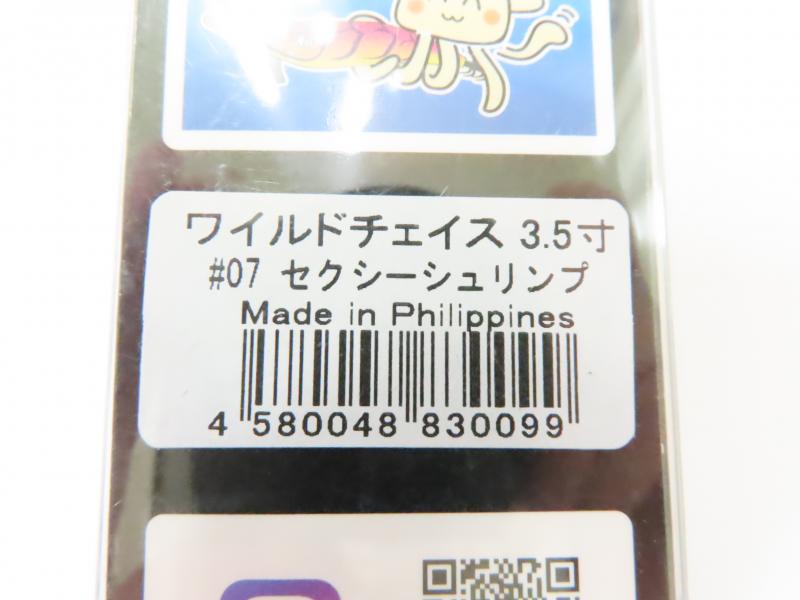 ワイルドチェイス 3.5寸
#07 セクシーシュリンプ
Made in Philippines
4 580048 830099